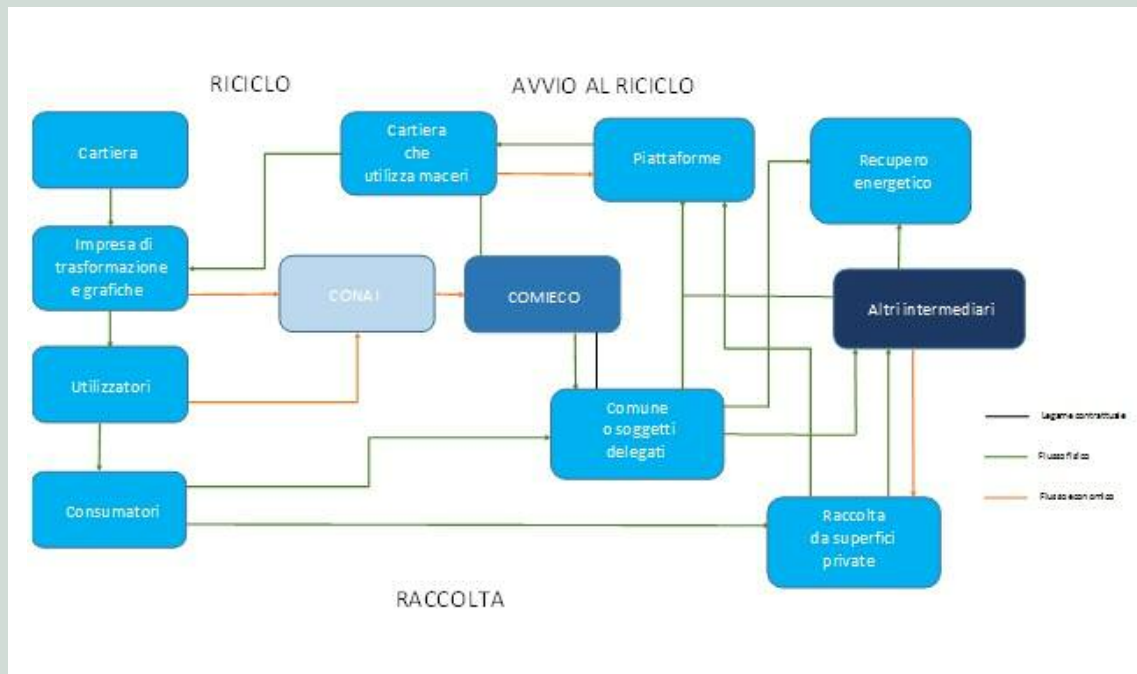 RICICLO
AVVIO AL RICICLO
Cartiera
Cartiera
che
utilizza maceri
Piattaforme
Recupero
energetico
Impresa di
trasformazione
e grafiche
CONAI
COMIECO
Altri intermediari
Utilizzatori
Comune
o soggetti
delegati
Legame contrattuale
Flusso fisico
Flusso economico
Consumatori
Raccolta
da superfici
private
RACCOLTA